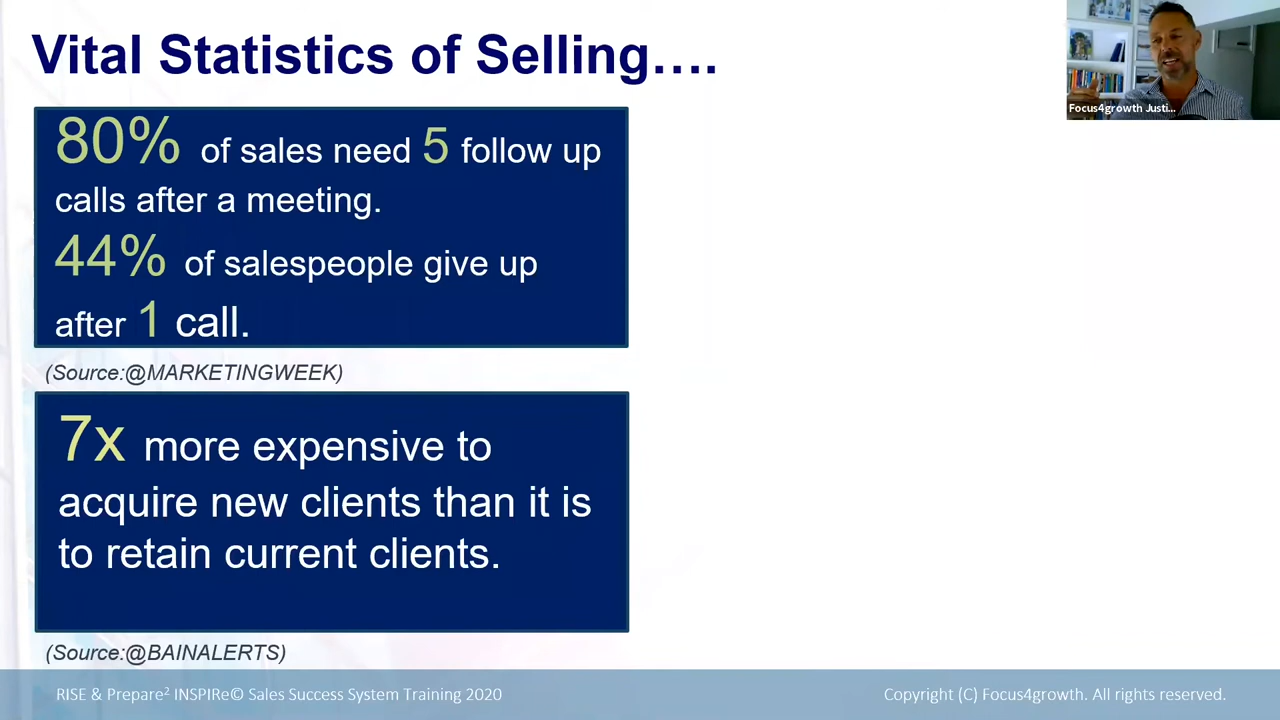 Vital Statistics of Selling....
80% of sales need 5 follow up
calls after a meeting.
44% of salespeople give up
after 1 call.
(Source:@MARKETINGWEEK)
7x more expensive to
acquire new clients than it is
to retain current clients.
(Source:@BAINALERTS)
Focus4growth Justi...
RISE & Prepare² INSPIRe© Sales Success System Training 2020
Copyright (C) Focus4growth. All rights reserved.